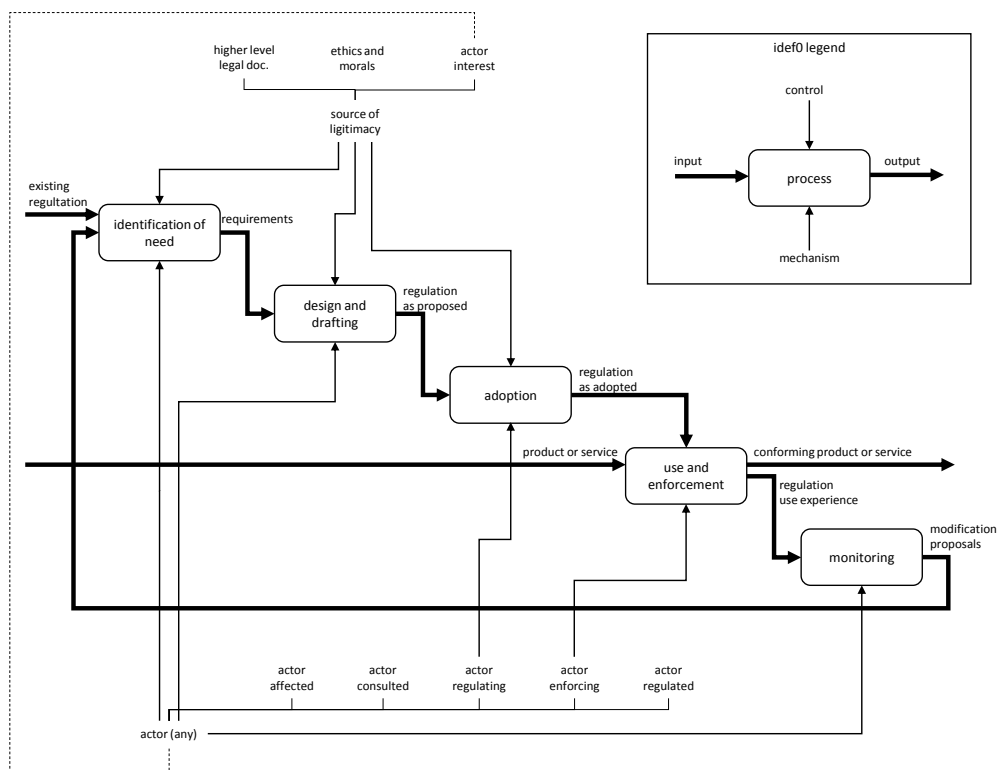 higher level
legal doc.
ethics and
morals
actor
interest
source of
ligitimacy
idef0 legend
control
input
process
output
mechanism
existing
regultation
identification of
need
requirements
design and
drafting
regulation
as proposed
adoption
regulation
as adopted
product or service
use and
enforcement
conforming product or service
regulation
use experience
monitoring
modification
proposals
actor
affected
actor
consulted
actor
regulating
actor
enforcing
actor
regulated
actor (any)